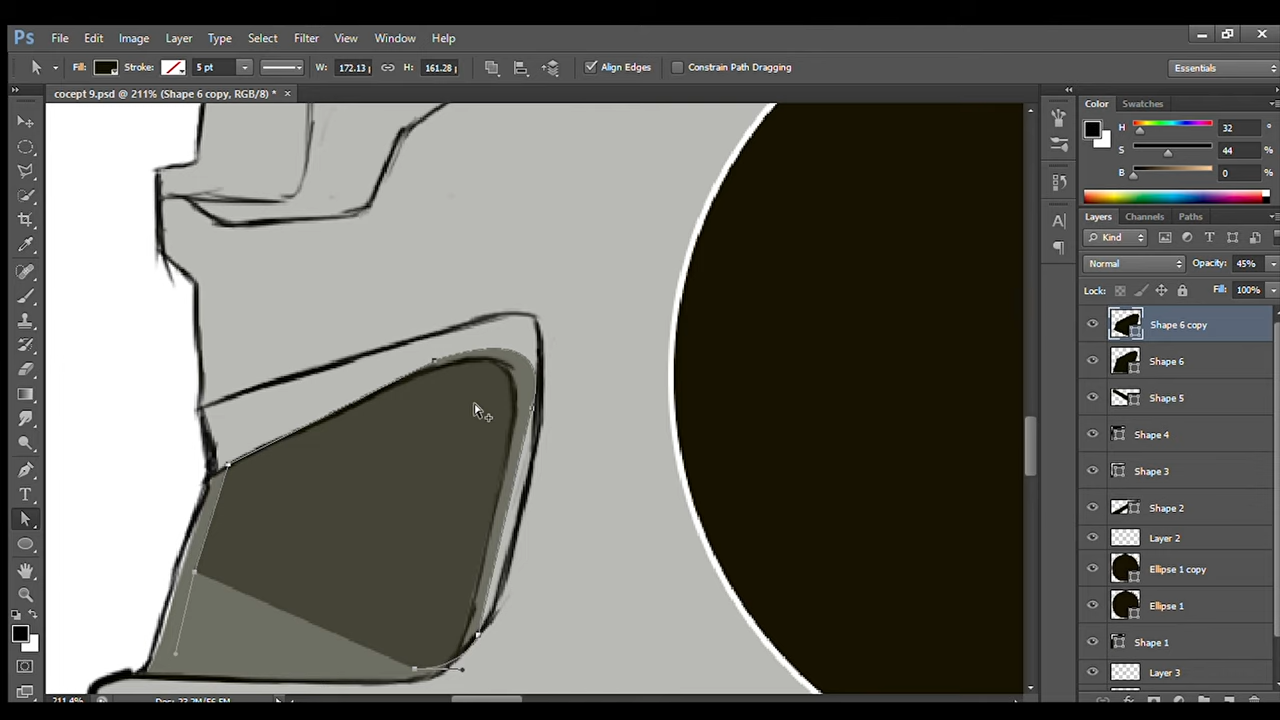 Ps File Edit Image Layer Type Select Filter View Window Help
Fill: Stroke: 5 pt W: 172.13 H: 161.28 Align Edges Constrain Path Dragging Essentials
cocept 9.psd @ 211% (Shape 6 copy, RGB/8) * ×
Color Swatches
H 32 °
S 44 %
B 0 %
Layers Channels Paths
Kind
Normal Opacity: 45%
Lock: Fill: 100%
Shape 6 copy
Shape 6
Shape 5
Shape 4
Shape 3
Shape 2
Layer 2
Ellipse 1 copy
Ellipse 1
Shape 1
Layer 3